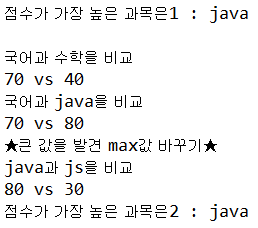 점수가 가장 높은 과목은1 : java
국어과 수학을 비교
70 vs 40
국어과 java을 비교
70 vs 80
★큰 값을 발견 max값 바꾸기★
java과 js을 비교
80 vs 30
점수가 가장 높은 과목은2 : java